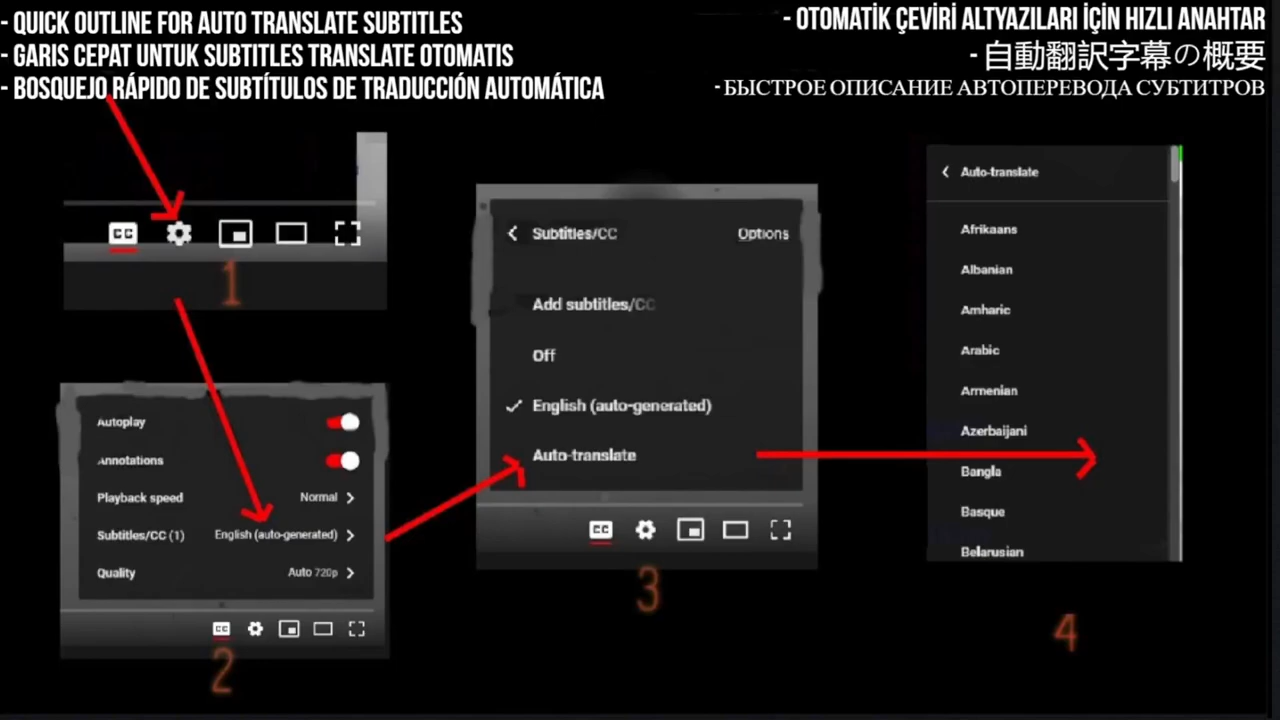 - QUICK OUTLINE FOR AUTO TRANSLATE SUBTITLES
- GARIS CEPAT UNTUK SUBTITLES TRANSLATE OTOMATIS
- BOSQUEJO RÁPIDO DE SUBTÍTULOS DE TRADUCCIÓN AUTOMÁTICA
- OTOMATİK ÇEVİRİ ALTYAZILARI İÇİN HIZLI ANAHTAR
- 自動翻訳字幕の概要
- БЫСТРОЕ ОПИСАНИЕ АВТОПЕРЕВОДА СУБТИТРОВ
CC
1
Autoplay
Annotations
Playback speed Normal
Subtitles/CC (1) English (auto-generated)
Quality Auto 720p
CC
2
Subtitles/CC Options
Add subtitles/CC
Off
English (auto-generated)
Auto-translate
CC
3
Auto-translate
Afrikaans
Albanian
Amharic
Arabic
Armenian
Azerbaijani
Bangla
Basque
Belarusian
4